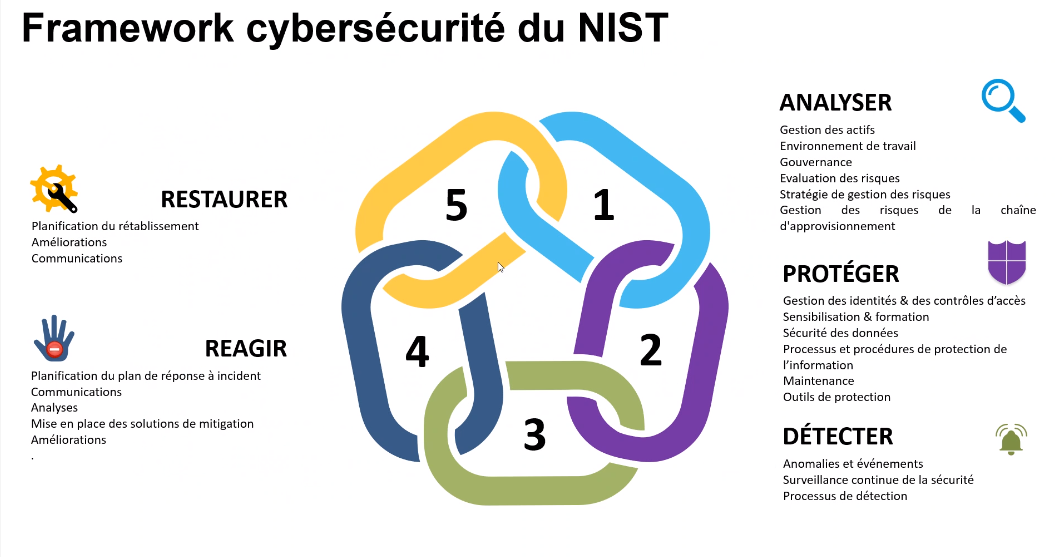 Framework cybersécurité du NIST
ANALYSER
Gestion des actifs
Environnement de travail
Gouvernance
Evaluation des risques
Stratégie de gestion des risques
Gestion des risques de la chaîne
d'approvisionnement
PROTÉGER
Gestion des identités & des contrôles d'accès
Sensibilisation & formation
Sécurité des données
Processus et procédures de protection de
l'information
Maintenance
Outils de protection
DÉTECTER
Anomalies et événements
Surveillance continue de la sécurité
Processus de détection
RESTAURER
Planification du rétablissement
Améliorations
Communications
REAGIR
Planification du plan de réponse à incident
Communications
Analyses
Mise en place des solutions de mitigation
Améliorations
.
5
1
4
2
3